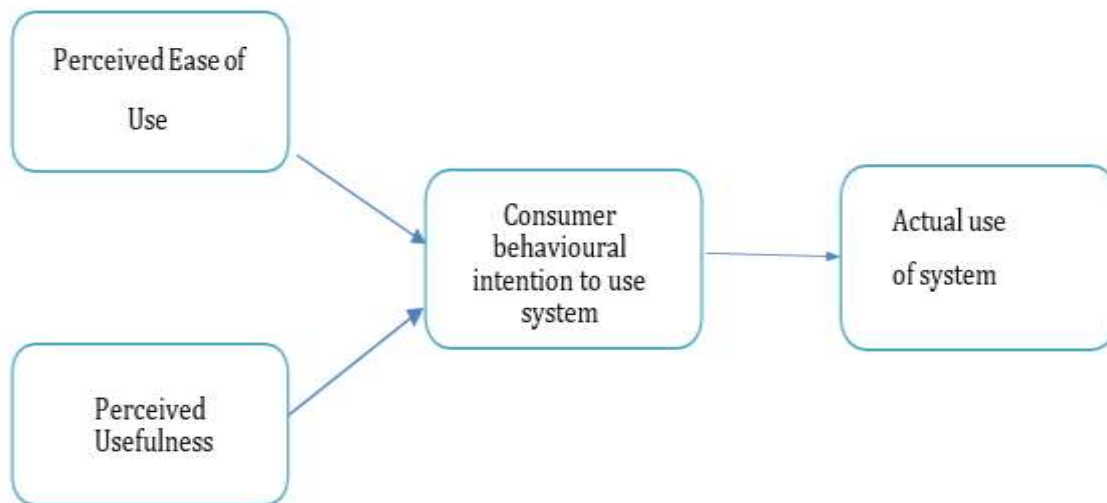 Perceived Ease of
Use
Consumer
behavioural
intention to use
system
Actual use
of system
Perceived
Usefulness